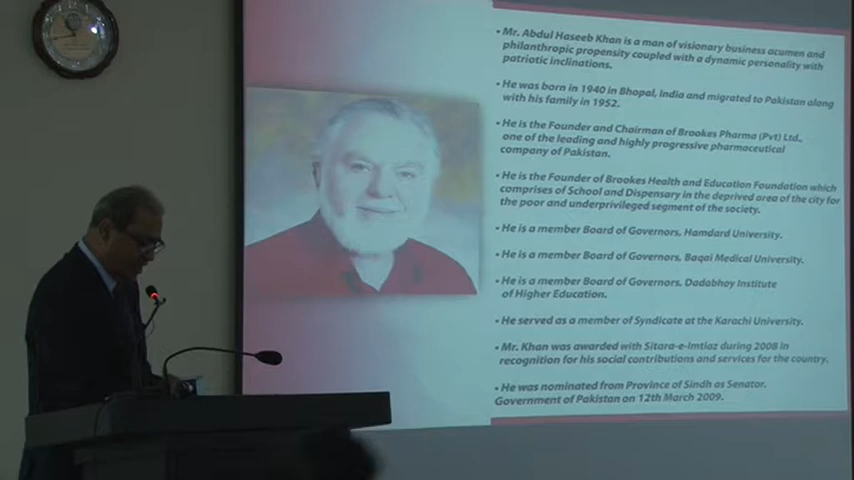 • Mr. Abdul Haseeb Khan is a man of visionary business acumen and
philanthropic propensity coupled with a dynamic personality with
patriotic inclinations.
• He was born in 1940 in Bhopal, India and migrated to Pakistan along
with his family in 1952.
• He is the Founder and Chairman of Brookes Pharma (Pvt) Ltd.,
one of the leading and highly progressive pharmaceutical
company of Pakistan.
• He is the Founder of Brookes Health and Education Foundation which
comprises of School and Dispensary in the deprived area of the city for
the poor and underprivileged segment of the society.
• He is a member Board of Governors, Hamdard University.
• He is a member Board of Governors, Baqai Medical University.
• He is a member Board of Governors, Dadabhoy Institute
of Higher Education.
• He served as a member of Syndicate at the Karachi University.
• Mr. Khan was awarded with Sitara-e-Imtiaz during 2008 in
recognition for his social contributions and services for the country.
• He was nominated from Province of Sindh as Senator.
Government of Pakistan on 12th March 2009.